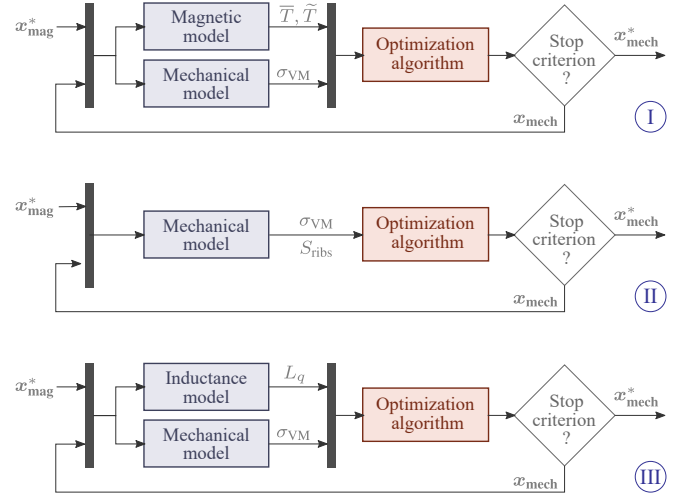 x*mag
Magnetic
model
T̅, T̃
Mechanical
model
σVM
Optimization
algorithm
Stop
criterion
?
x*mech
xmech
I
x*mag
Mechanical
model
σVM
Sribs
Optimization
algorithm
Stop
criterion
?
x*mech
xmech
II
x*mag
Inductance
model
Lq
Mechanical
model
σVM
Optimization
algorithm
Stop
criterion
?
x*mech
xmech
III